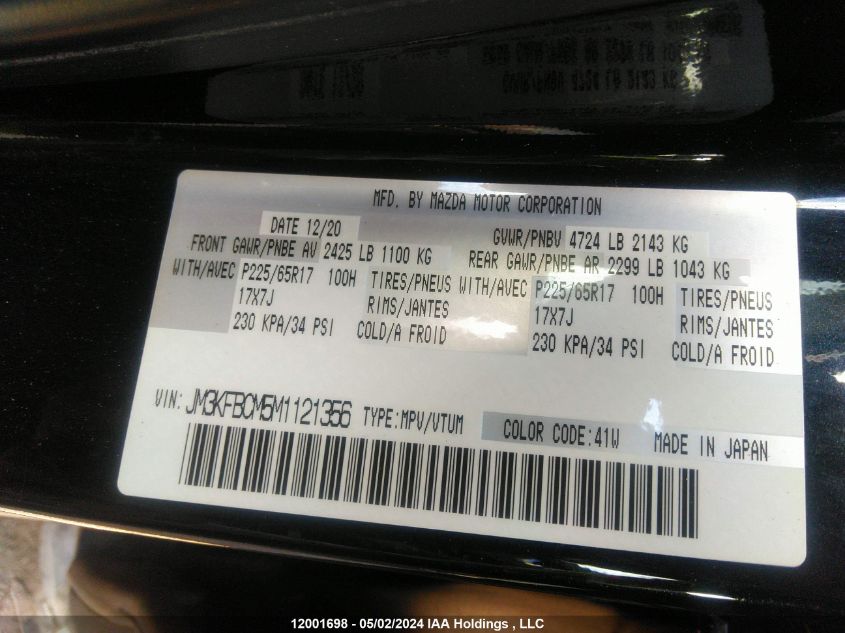 MFD. BY MAZDA MOTOR CORPORATION
DATE 12/20 GVWR/PNBV 4724 LB 2143 KG
FRONT GAWR/PNBE AV 2425 LB 1100 KG REAR GAWR/PNBE AR 2299 LB 1043 KG
WITH/AVEC P225/65R17 100H TIRES/PNEUS WITH/AVEC P225/65R17 100H TIRES/PNEUS
17X7J RIMS/JANTES 17X7J RIMS/JANTES
230 KPA/34 PSI COLD/A FROID 230 KPA/34 PSI COLD/A FROID
VIN: JM3KFBCM5M1121356 TYPE:MPV/VTUM COLOR CODE:41W MADE IN JAPAN
12001698 - 05/02/2024 IAA Holdings , LLC